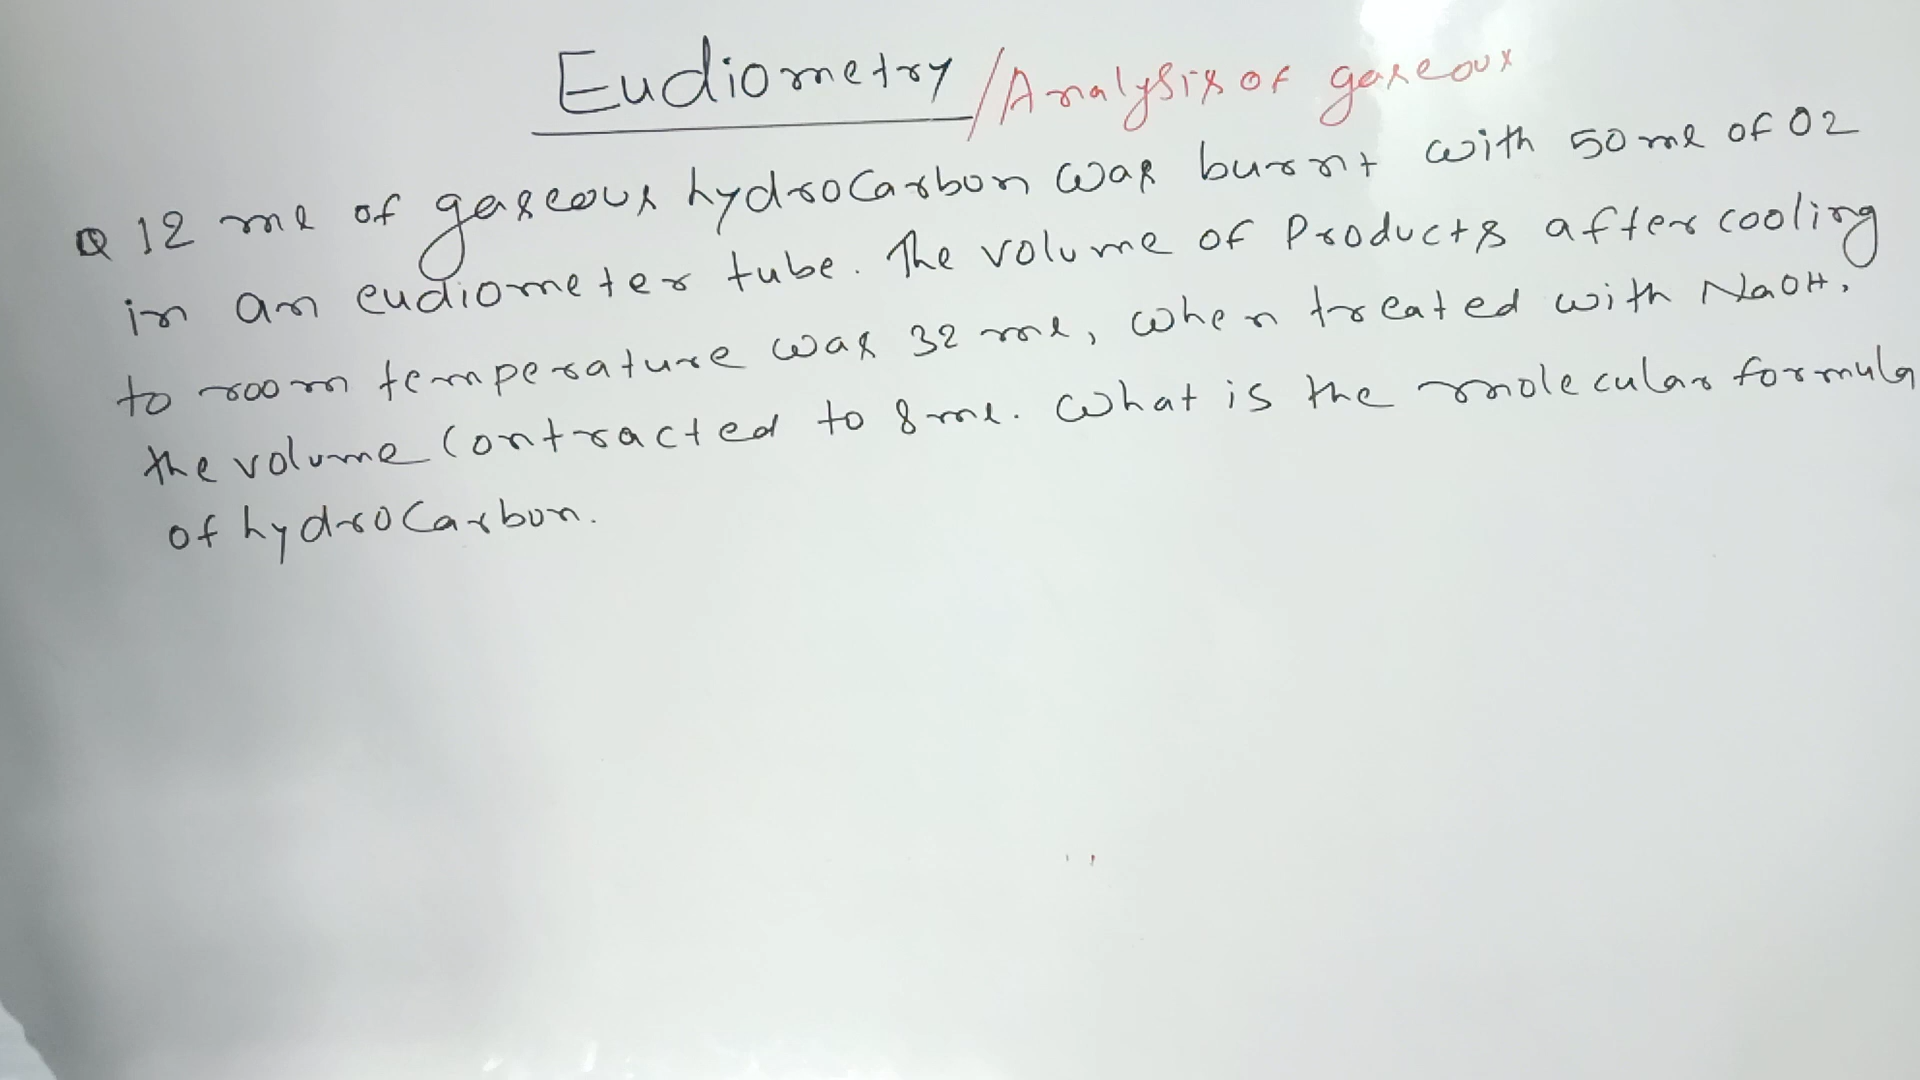 Eudiometry/Analysis of gaseous
Q 12 ml of gaseous hydrocarbon was burnt with 50 ml of O2
in an eudiometer tube. The volume of Products after cooling
to room temperature was 32 ml, when treated with NaOH,
the volume contracted to 8 ml. What is the molecular formula
of hydrocarbon.